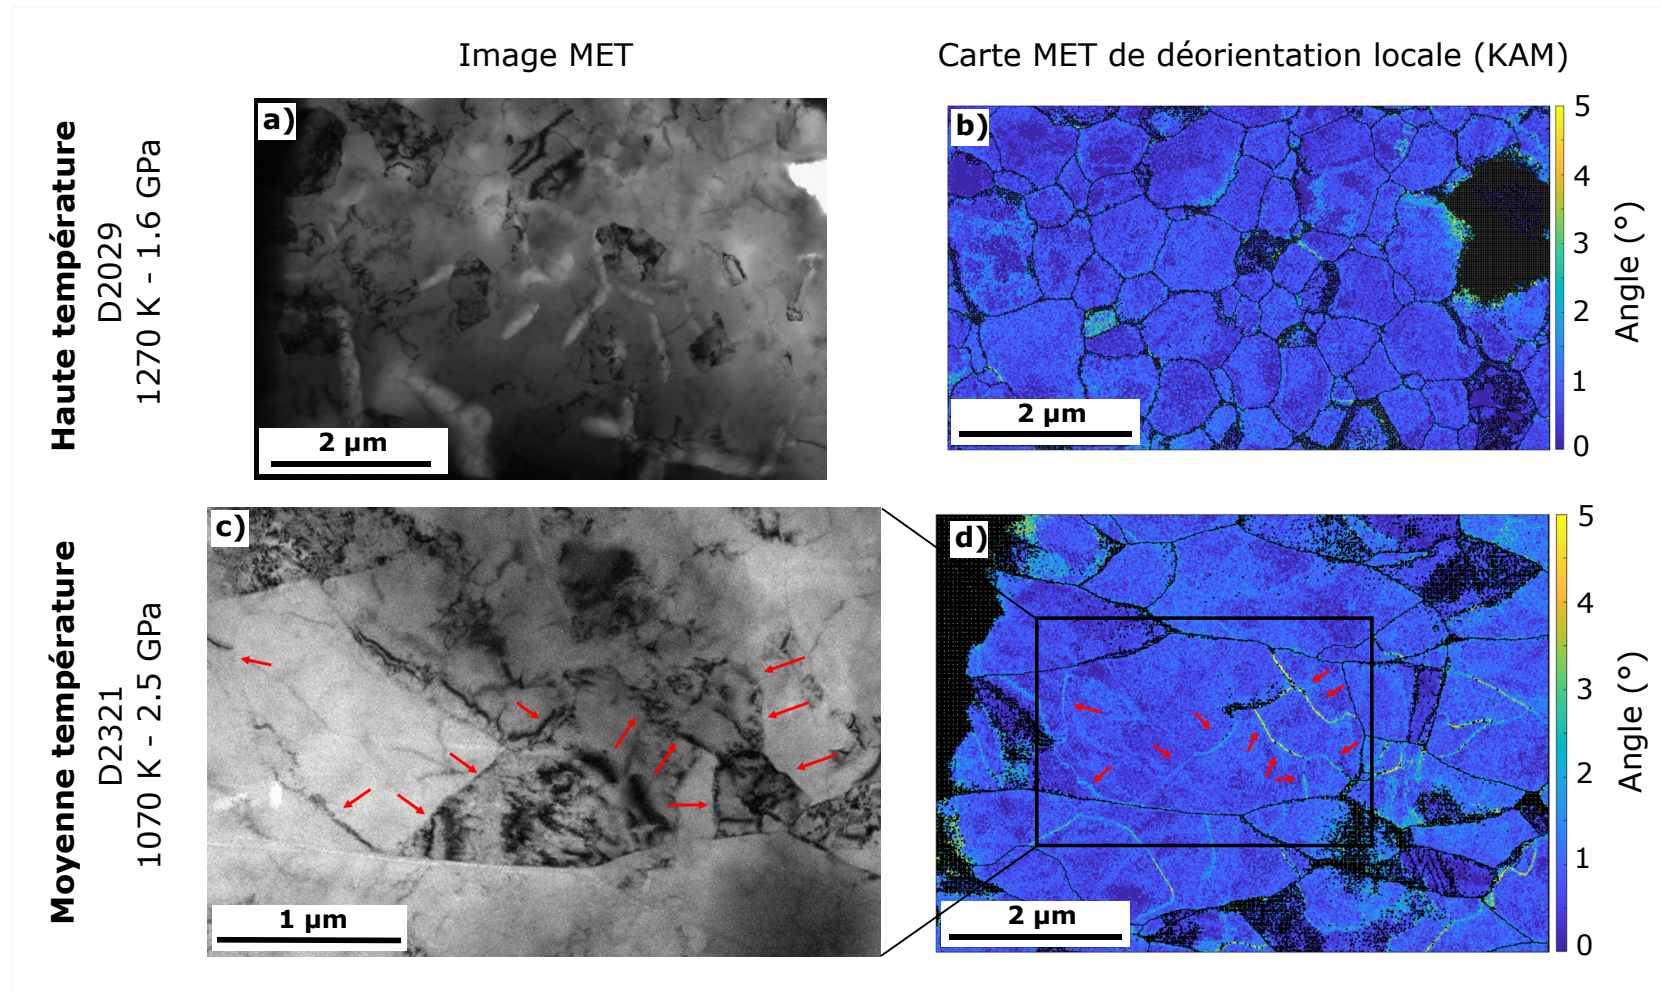 Image MET
Carte MET de déorientation locale (KAM)
Haute température
D2029
1270 K - 1.6 GPa
a)
2 µm
b)
2 µm
5
4
3
2
1
0
Angle (°)
Moyenne température
D2321
1070 K - 2.5 GPa
c)
1 µm
d)
2 µm
5
4
3
2
1
0
Angle (°)